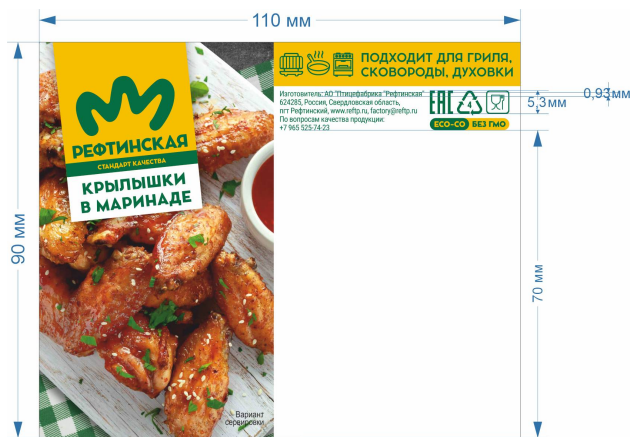 110 мм
90 мм
РЕФТИНСКАЯ
СТАНДАРТ КАЧЕСТВА
КРЫЛЫШКИ
В МАРИНАДЕ
Вариант
сервировки
ПОДХОДИТ ДЛЯ ГРИЛЯ,
СКОВОРОДЫ, ДУХОВКИ
Изготовитель: АО "Птицефабрика "Рефтинская"
624285, Россия, Свердловская область,
пгт Рефтинский, www.reftp.ru, factory@reftp.ru
По вопросам качества продукции:
+7 965 525-74-23
EAC
4
ECO-CO БЕЗ ГМО
0,93мм
5,3мм
70 мм